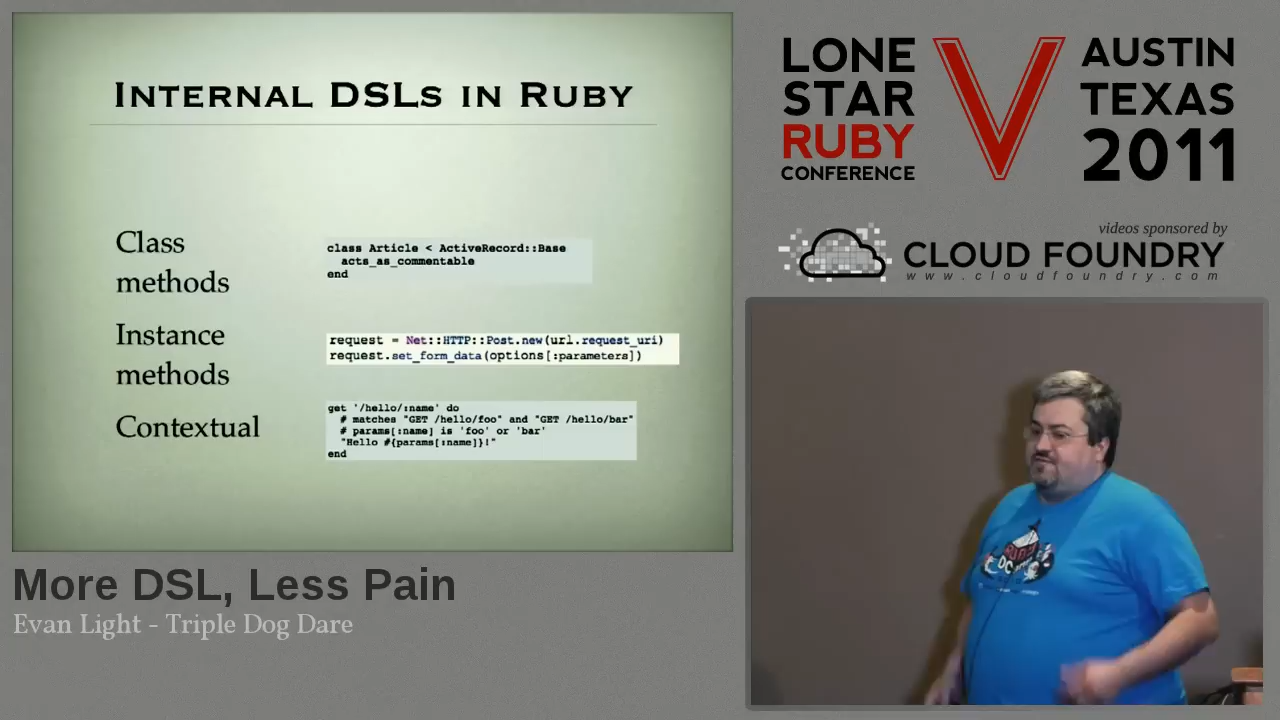 INTERNAL DSLS IN RUBY
Class
methods
class Article < ActiveRecord::Base
acts_as_commentable
end
Instance
methods
request = Net::HTTP::Post.new(url.request_uri)
request.set_form_data(options[:parameters])
Contextual
get '/hello/:name' do
# matches "GET /hello/foo" and "GET /hello/bar"
# params[:name] is 'foo' or 'bar'
"Hello #{params[:name]}!"
end
More DSL, Less Pain
Evan Light - Triple Dog Dare
LONE
STAR
RUBY
CONFERENCE
V
AUSTIN
TEXAS
2011
videos sponsored by
CLOUD FOUNDRY
www.cloudfoundry.com
RUBY
DC